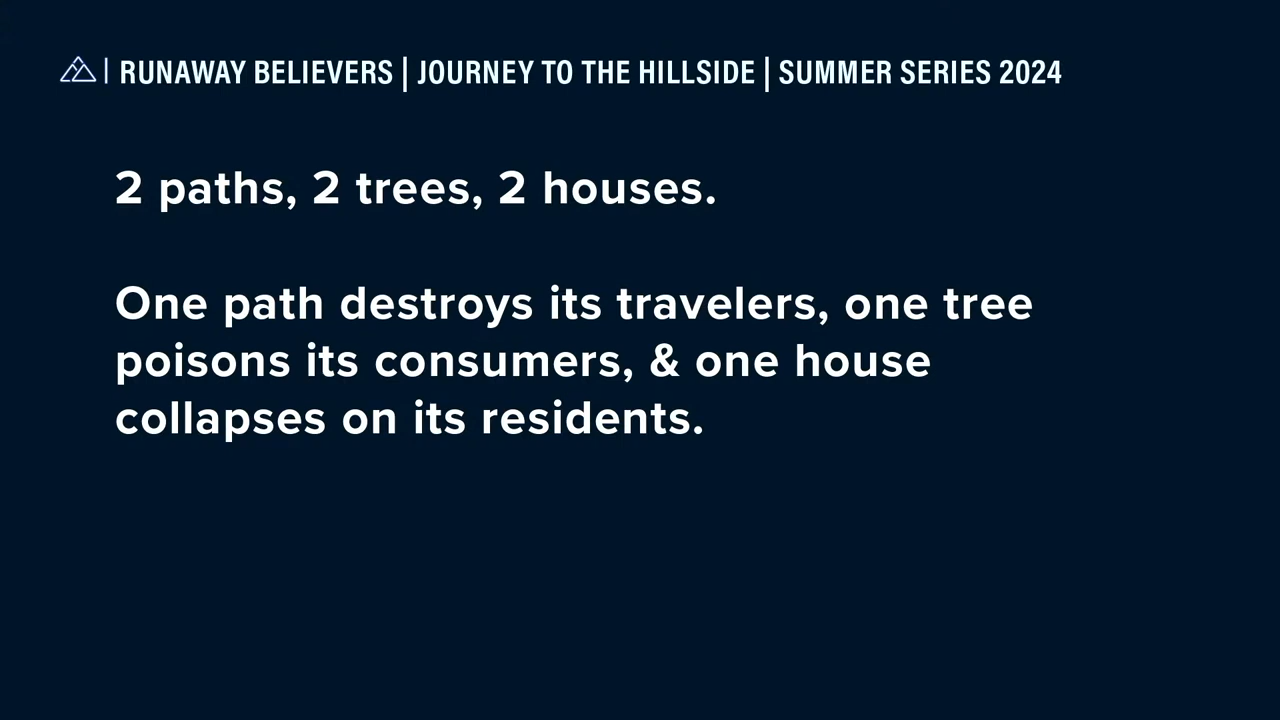 | RUNAWAY BELIEVERS | JOURNEY TO THE HILLSIDE | SUMMER SERIES 2024
2 paths, 2 trees, 2 houses.
One path destroys its travelers, one tree
poisons its consumers, & one house
collapses on its residents.